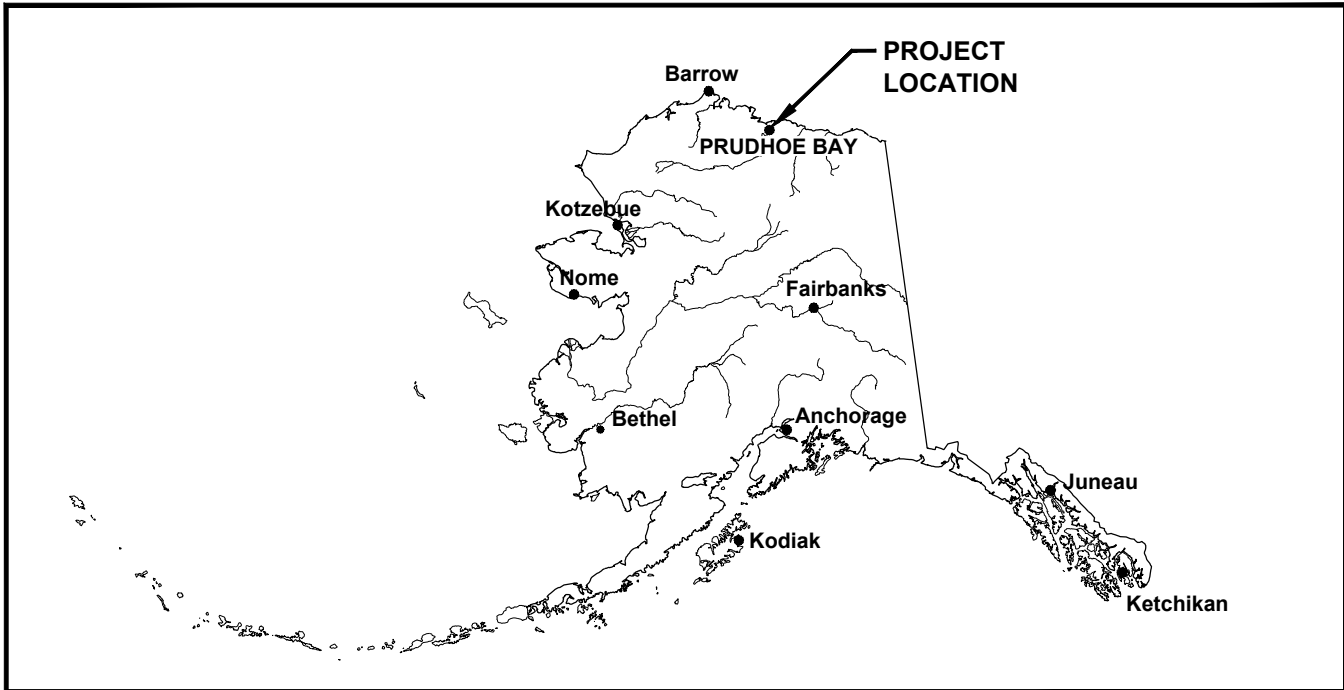 PROJECT
LOCATION
Barrow
PRUDHOE BAY
Kotzebue
Nome
Fairbanks
Bethel
Anchorage
Juneau
Kodiak
Ketchikan